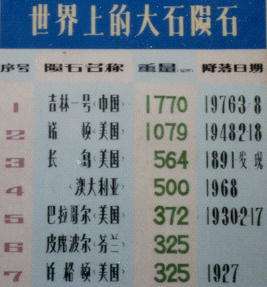 世界上的大石陨石
序号 陨石名称 重量 降落日期
1 吉林一号(中国) 1770 1976 3·8
2 诺 顿(美国) 1079 1948 2 18
3 长 岛(美国) 564 1891发现
4 (澳大利亚) 500 1968
5 巴拉哥尔(美国) 372 1930 2 17
6 皮库波尔(芬兰) 325
7 许格顿(美国) 325 1927